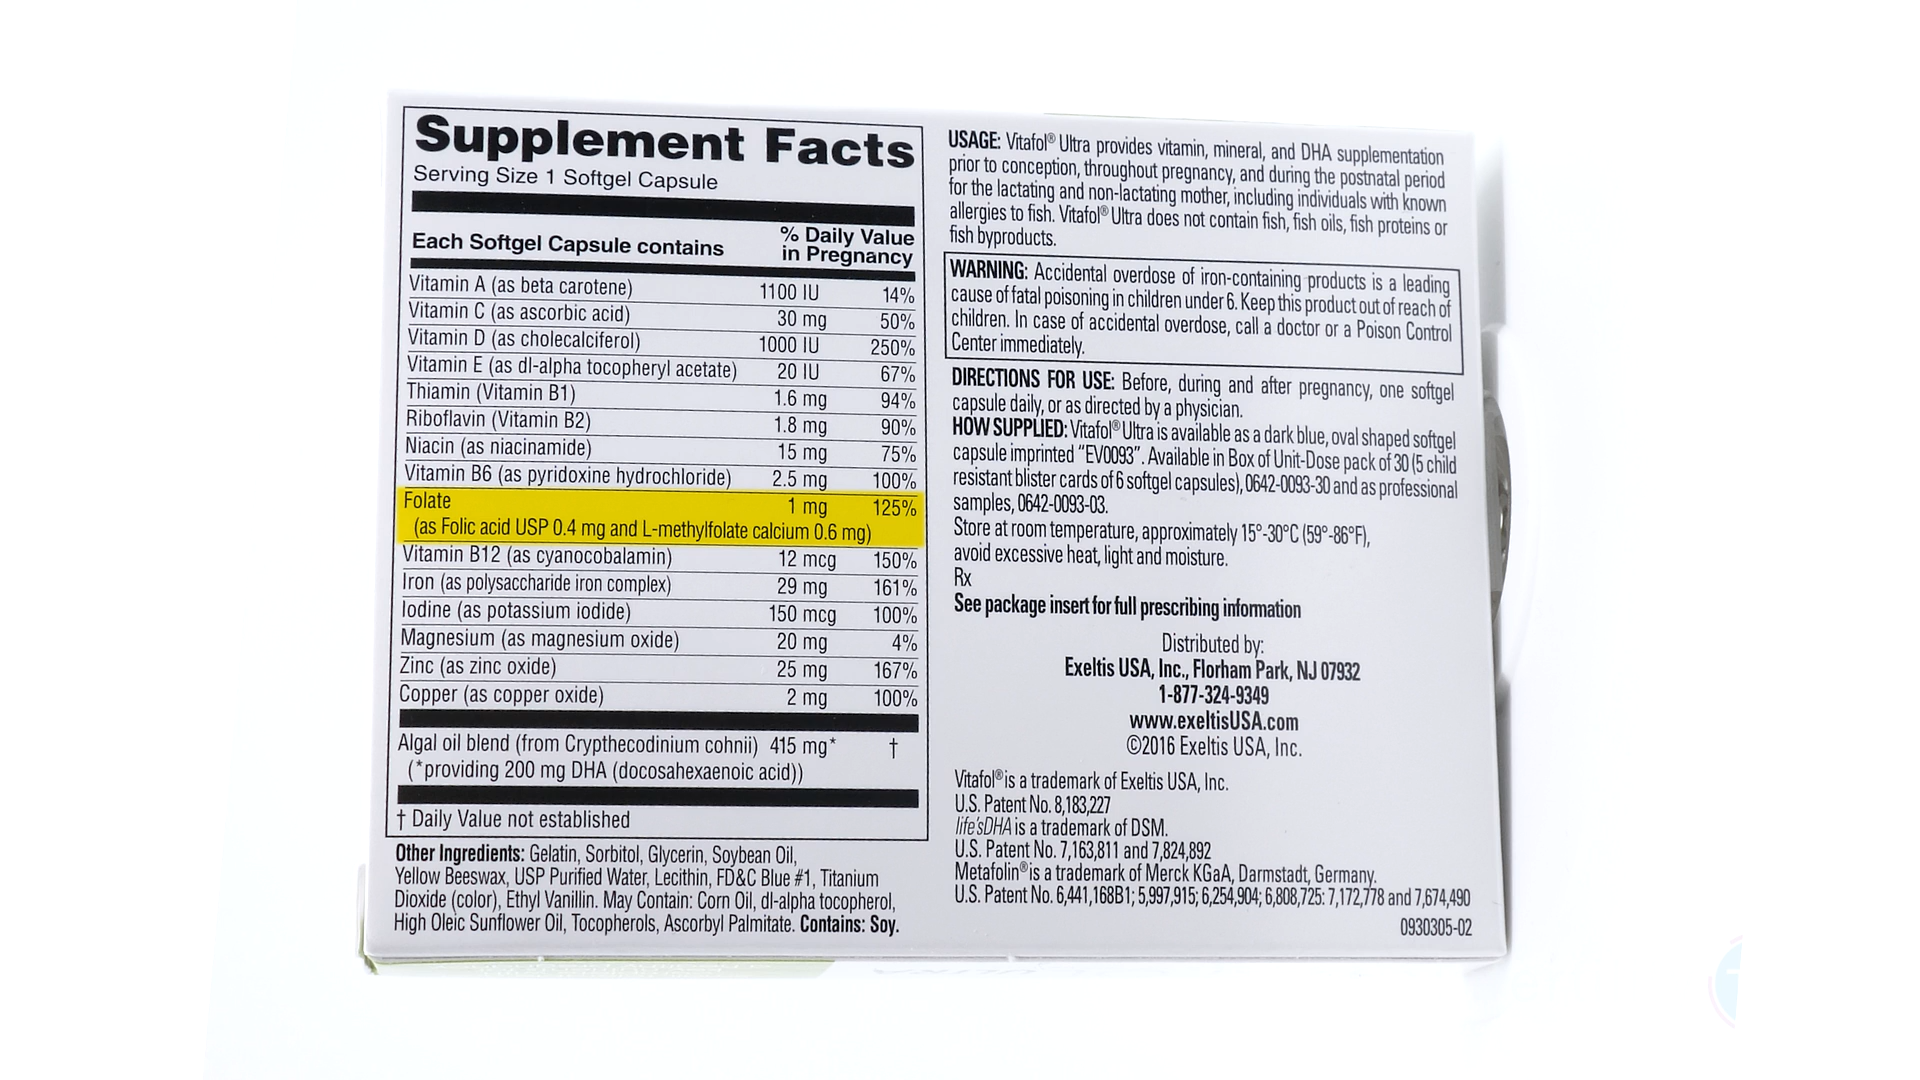 Supplement Facts
Serving Size 1 Softgel Capsule
Each Softgel Capsule contains % Daily Value in Pregnancy
Vitamin A (as beta carotene) 1100 IU 14%
Vitamin C (as ascorbic acid) 30 mg 50%
Vitamin D (as cholecalciferol) 1000 IU 250%
Vitamin E (as dl-alpha tocopheryl acetate) 20 IU 67%
Thiamin (Vitamin B1) 1.6 mg 94%
Riboflavin (Vitamin B2) 1.8 mg 90%
Niacin (as niacinamide) 15 mg 75%
Vitamin B6 (as pyridoxine hydrochloride) 2.5 mg 100%
Folate 1 mg 125%
(as Folic acid USP 0.4 mg and L-methylfolate calcium 0.6 mg)
Vitamin B12 (as cyanocobalamin) 12 mcg 150%
Iron (as polysaccharide iron complex) 29 mg 161%
Iodine (as potassium iodide) 150 mcg 100%
Magnesium (as magnesium oxide) 20 mg 4%
Zinc (as zinc oxide) 25 mg 167%
Copper (as copper oxide) 2 mg 100%
Algal oil blend (from Crypthecodinium cohnii) 415 mg* †
(*providing 200 mg DHA (docosahexaenoic acid))
† Daily Value not established
Other Ingredients: Gelatin, Sorbitol, Glycerin, Soybean Oil,
Yellow Beeswax, USP Purified Water, Lecithin, FD&C Blue #1, Titanium
Dioxide (color), Ethyl Vanillin. May Contain: Corn Oil, dl-alpha tocopherol,
High Oleic Sunflower Oil, Tocopherols, Ascorbyl Palmitate. Contains: Soy.
USAGE: Vitafol® Ultra provides vitamin, mineral, and DHA supplementation
prior to conception, throughout pregnancy, and during the postnatal period
for the lactating and non-lactating mother, including individuals with known
allergies to fish. Vitafol® Ultra does not contain fish, fish oils, fish proteins or
fish byproducts.
WARNING: Accidental overdose of iron-containing products is a leading
cause of fatal poisoning in children under 6. Keep this product out of reach of
children. In case of accidental overdose, call a doctor or a Poison Control
Center immediately.
DIRECTIONS FOR USE: Before, during and after pregnancy, one softgel
capsule daily, or as directed by a physician.
HOW SUPPLIED: Vitafol® Ultra is available as a dark blue, oval shaped softgel
capsule imprinted “EV0093”. Available in Box of Unit-Dose pack of 30 (5 child
resistant blister cards of 6 softgel capsules), 0642-0093-30 and as professional
samples, 0642-0093-03.
Store at room temperature, approximately 15°-30°C (59°-86°F),
avoid excessive heat, light and moisture.
Rx
See package insert for full prescribing information
Distributed by:
Exeltis USA, Inc., Florham Park, NJ 07932
1-877-324-9349
www.exeltisUSA.com
©2016 Exeltis USA, Inc.
Vitafol® is a trademark of Exeltis USA, Inc.
U.S. Patent No. 8,183,227
life'sDHA is a trademark of DSM.
U.S. Patent No. 7,163,811 and 7,824,892
Metafolin® is a trademark of Merck KGaA, Darmstadt, Germany.
U.S. Patent No. 6,441,168B1; 5,997,915; 6,254,904; 6,808,725: 7,172,778 and 7,674,490
0930305-02